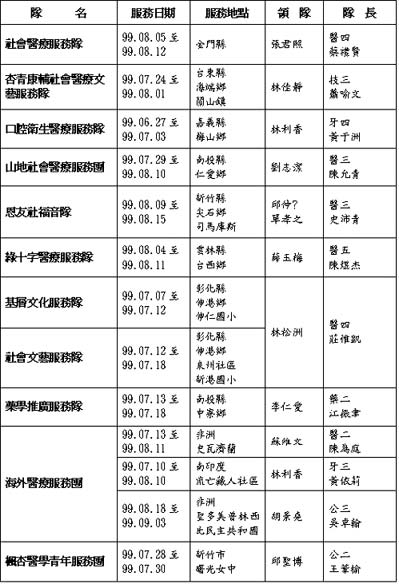 隊　　名　服務日期　服務地點　領　隊　隊　長
社會醫療服務隊　99.08.05 至　金門縣　張君照　醫四
99.08.12　蔡禮賢
杏青康輔社會醫療文　99.07.24 至　台東縣　林佳靜　技三
藝服務隊　99.08.01　海端鄉　蕭喻文
關山鎮
口腔衛生醫療服務隊　99.06.27 至　嘉義縣　林利香　牙四
99.07.03　梅山鄉　黃于洲
山地社會醫療服務團　99.07.29 至　南投縣　劉志潔　醫三
99.08.10　仁愛鄉　陳允青
恩友社福音隊　99.08.09 至　新竹縣　邱仲?　醫三
99.08.15　尖石鄉　單孝之　史沛青
司馬庫斯
綠十字醫療服務隊　99.08.04 至　雲林縣　薛玉梅　醫五
99.08.11　台西鄉　陳煜杰
基層文化服務隊　99.07.07 至　彰化縣
99.07.12　伸港鄉
伸仁國小
林松洲　醫四
莊惟凱
社會文藝服務隊　99.07.12 至　彰化縣
99.07.18　伸港鄉
泉州社區
新港國小
藥學推廣服務隊　99.07.13 至　南投縣　李仁愛　藥二
99.07.18　中寮鄉　江振聿
海外醫療服務團　99.07.13 至　非洲　蘇維文　醫二
99.08.11　史瓦濟蘭　陳為庭
99.07.10 至　南印度　林利香　牙三
99.08.10　流亡藏人社區　黃依莉
99.08.18 至　非洲　胡景堯　公三
99.09.03　聖多美普林西　吳卓翰
比民主共和國
楓杏醫學青年服務團　99.07.28 至　新竹市　邱聖博　公二
99.07.30　曙光女中　王葦榆